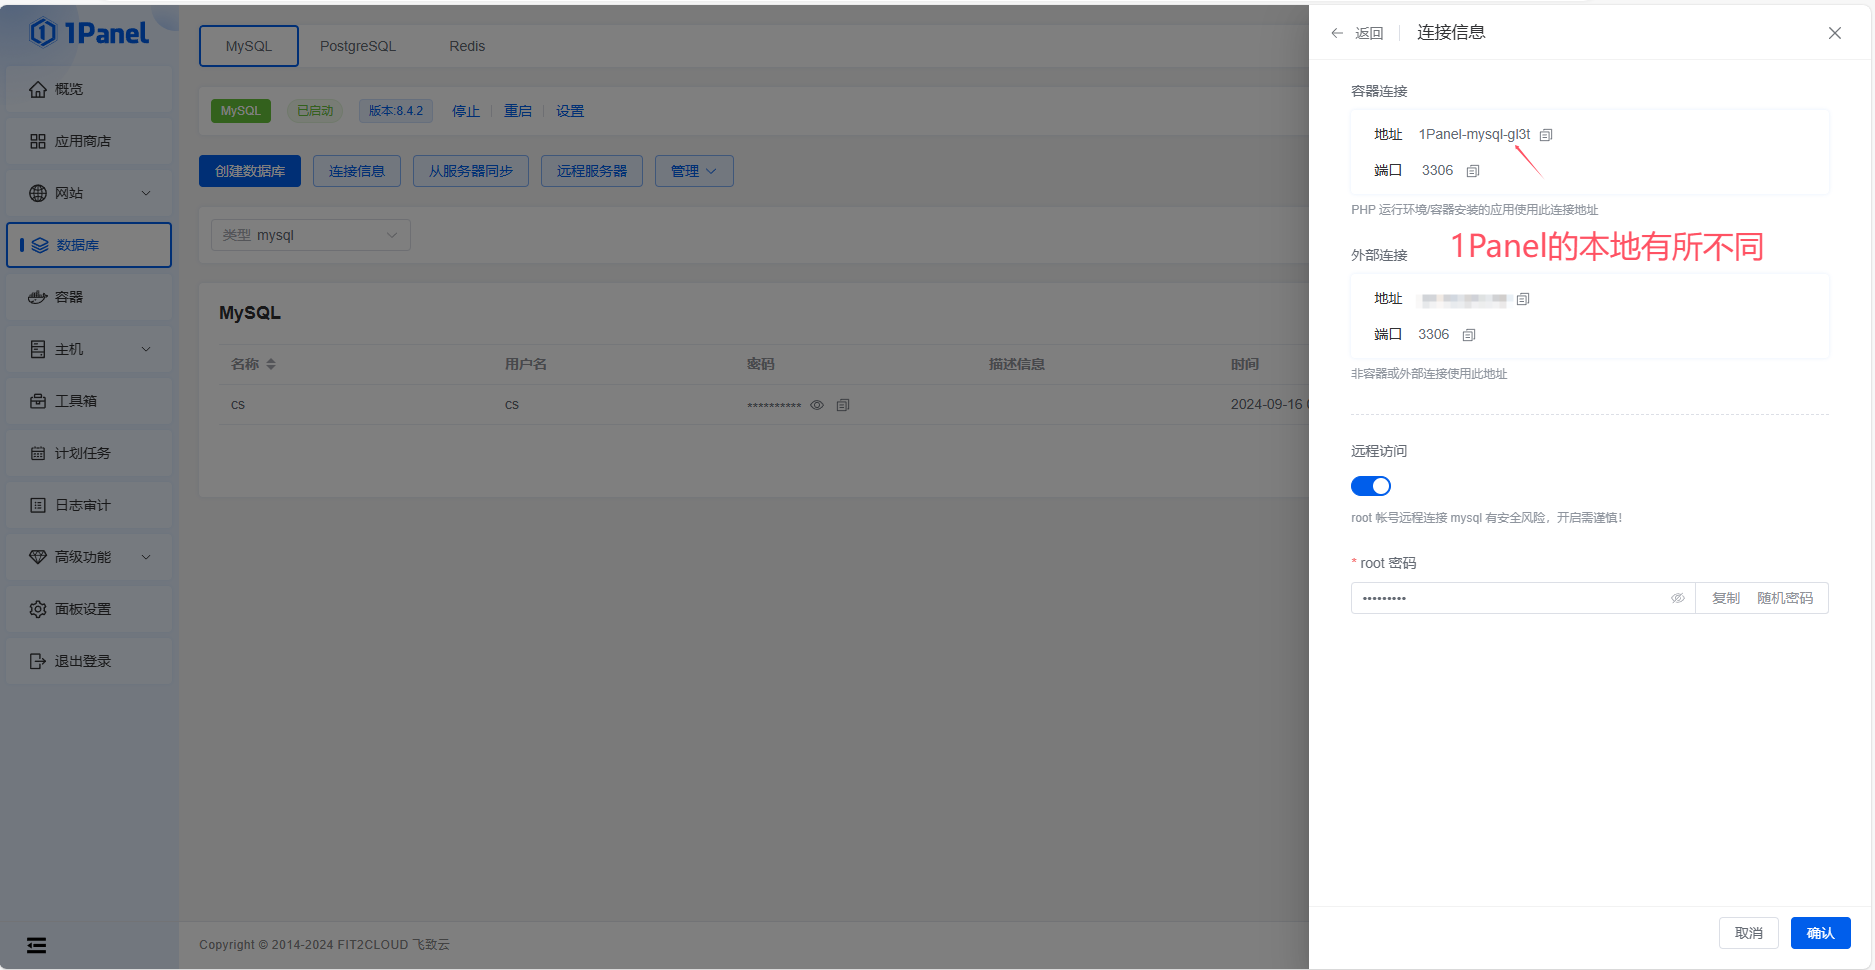 1Panel
概览
应用商店
网站
数据库
容器
主机
工具箱
计划任务
日志审计
高级功能
面板设置
退出登录
MySQL PostgreSQL Redis
MySQL 已启动 版本:8.4.2 停止 重启 设置
创建数据库 连接信息 从服务器同步 远程服务器 管理
类型 mysql
MySQL
名称 用户名 密码 描述信息 时间
cs cs ********** 2024-09-16
Copyright © 2014-2024 FIT2CLOUD 飞致云
返回 连接信息
容器连接
地址 1Panel-mysql-gl3t
端口 3306
PHP 运行环境/容器安装的应用使用此连接地址
1Panel的本地有所不同
外部连接
地址
端口 3306
非容器或外部连接使用此地址
远程访问
root 帐号远程连接 mysql 有安全风险，开启需谨慎！
* root 密码
•••••••••
复制 随机密码
取消 确认